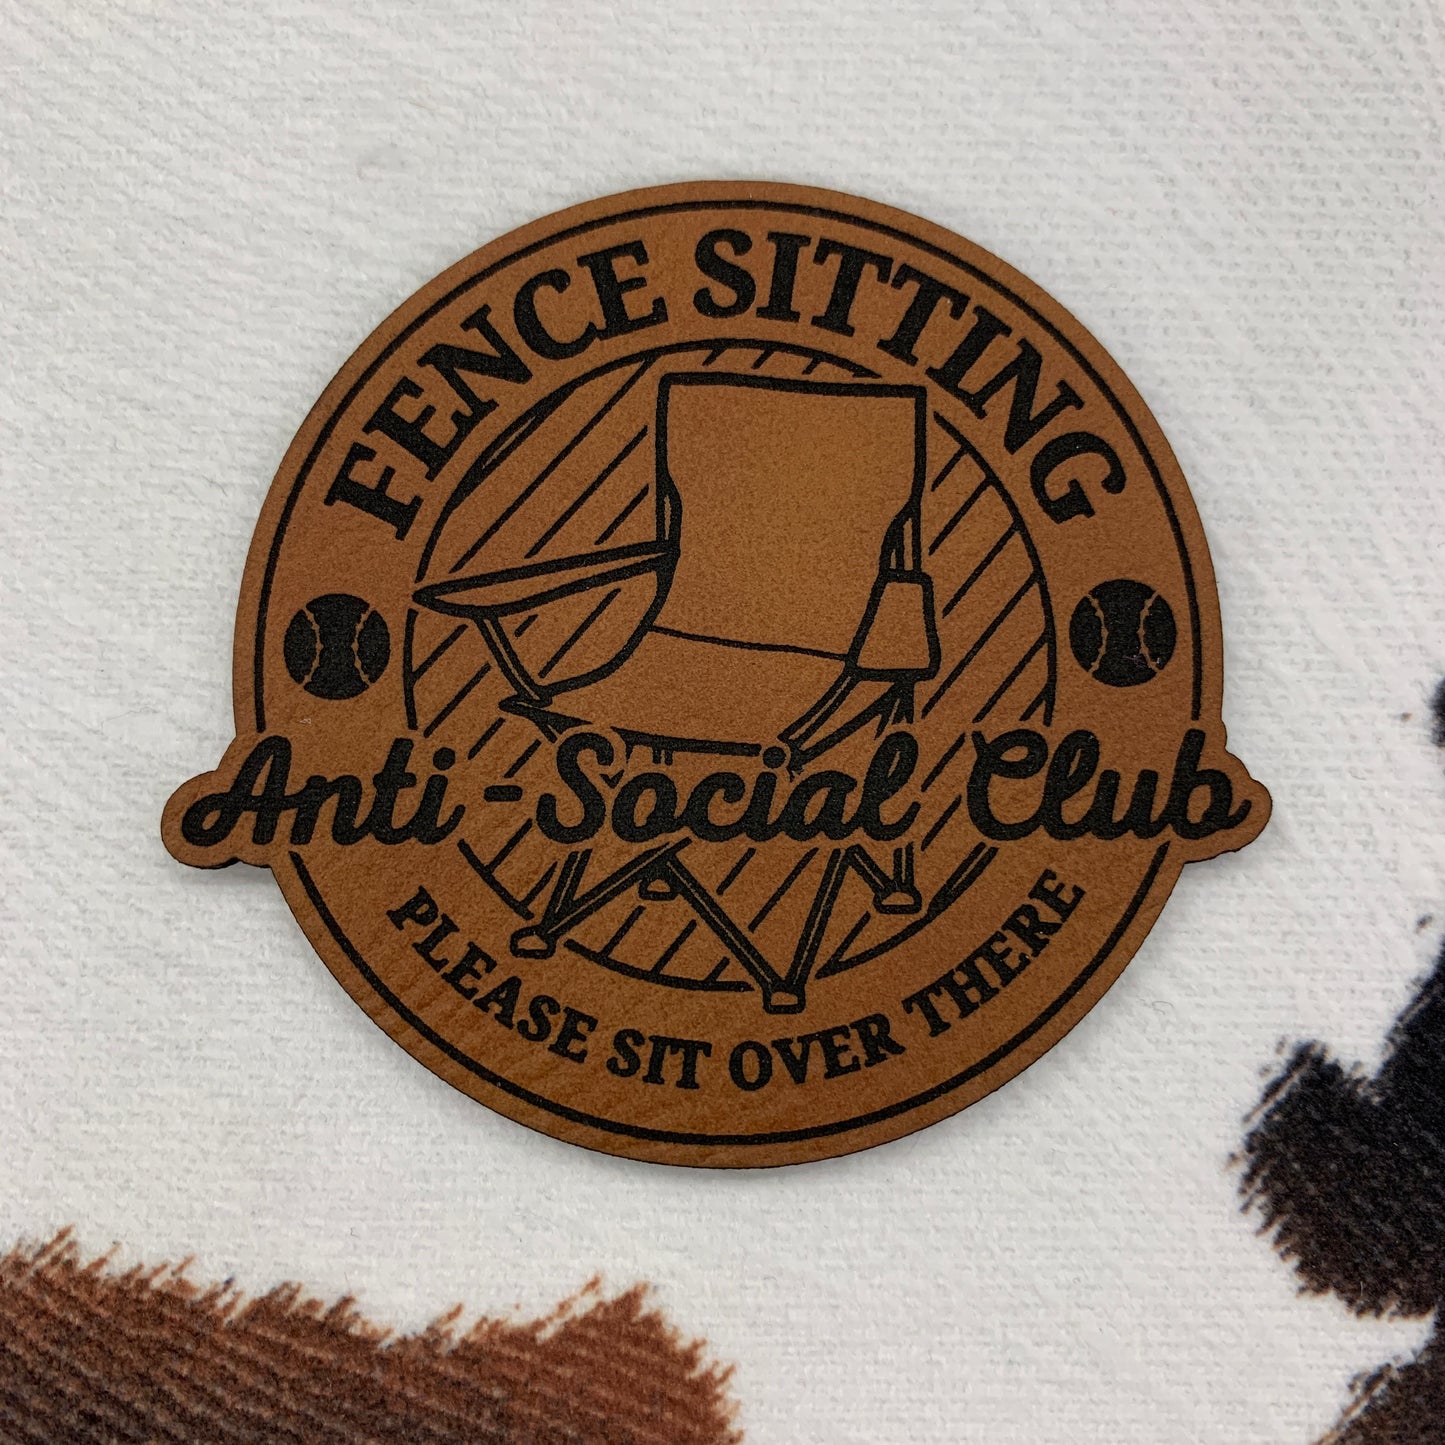 FENCE SITTING
Anti-Social Club
PLEASE SIT OVER THERE